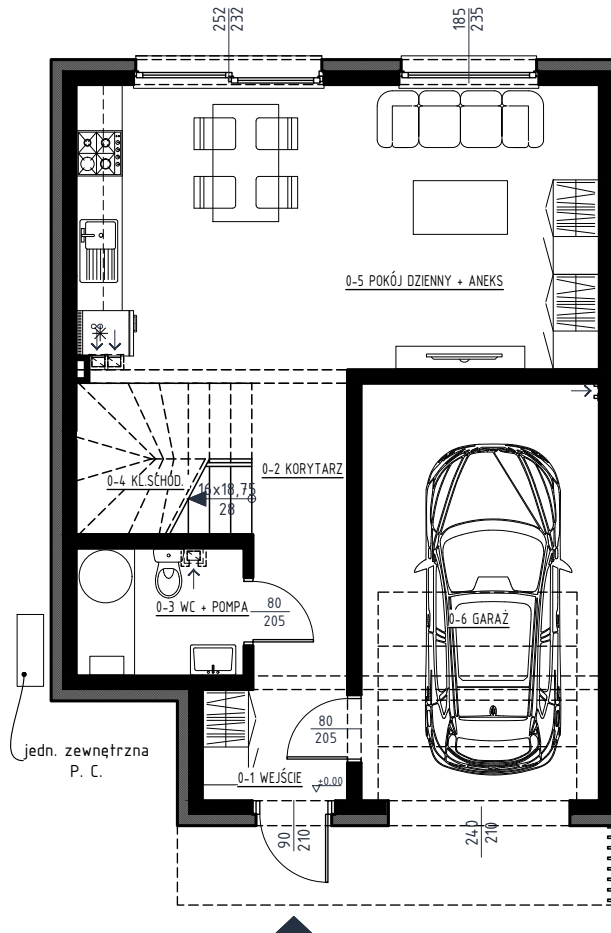 252
232
185
235
0-5 POKÓJ DZIENNY + ANEKS
0-2 KORYTARZ
0-4 KL.SCHOD.
16x18,75
28
0-3 WC + POMPA
80
205
0-6 GARAŻ
80
205
jedn. zewnętrzna
P. C.
0-1 WEJŚCIE
±0.00
90
210
240
210